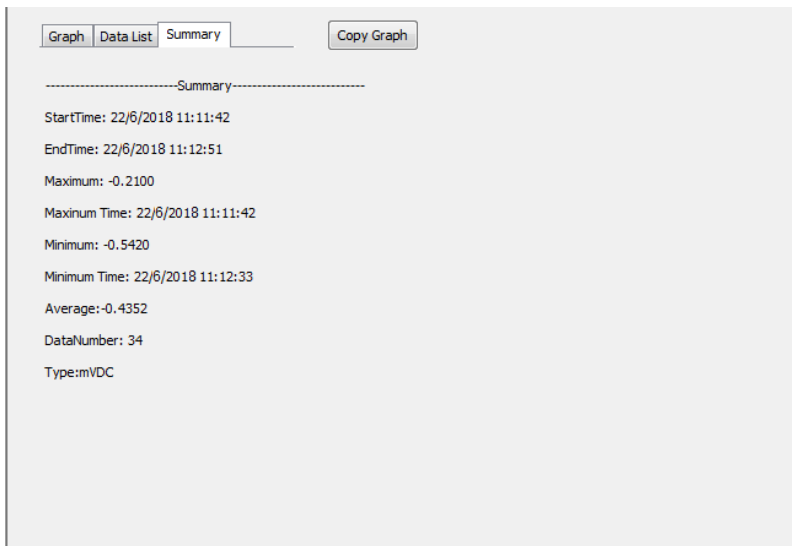 Graph Data List Summary Copy Graph
---------------------------Summary---------------------------
StartTime: 22/6/2018 11:11:42
EndTime: 22/6/2018 11:12:51
Maximum: -0.2100
Maxinum Time: 22/6/2018 11:11:42
Minimum: -0.5420
Minimum Time: 22/6/2018 11:12:33
Average:-0.4352
DataNumber: 34
Type:mVDC